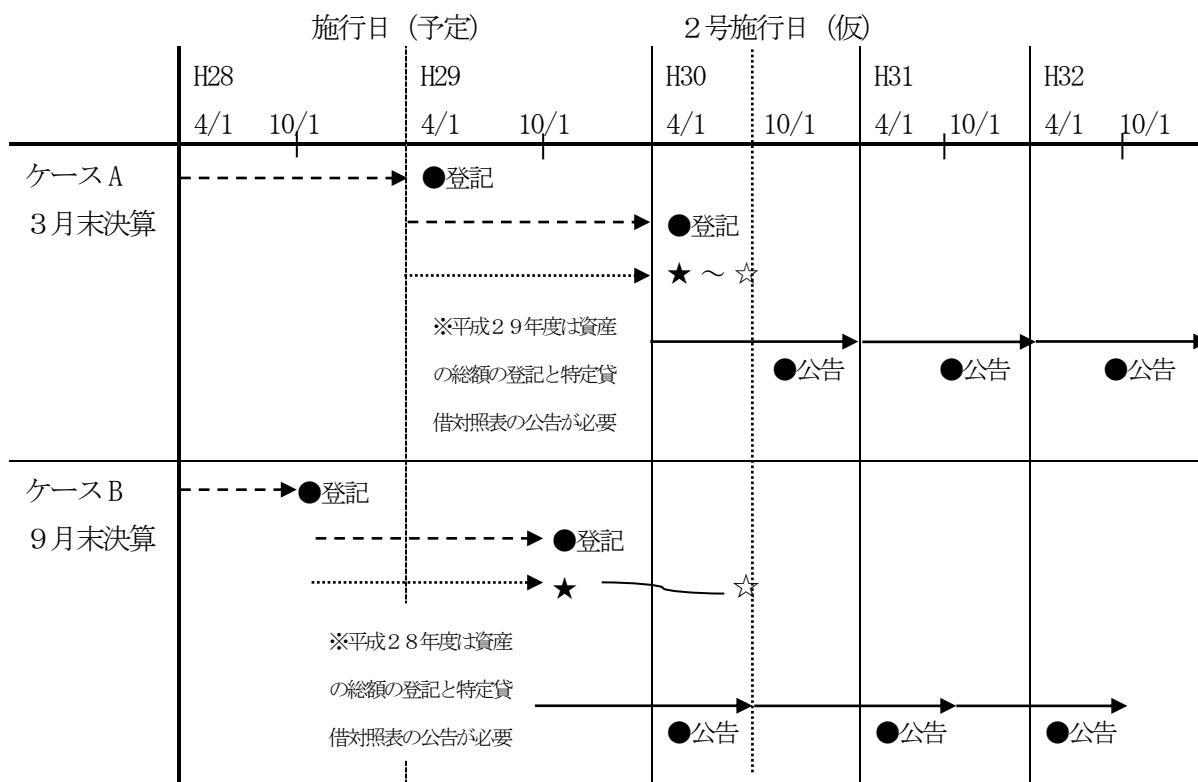 施行日（予定） ２号施行日（仮）
H28 H29 H30 H31 H32
4/1 10/1 4/1 10/1 4/1 10/1 4/1 10/1 4/1 10/1
ケースA
３月末決算
●登記
●登記
★ ～ ☆
※平成２９年度は資産
の総額の登記と特定貸
借対照表の公告が必要
●公告 ●公告 ●公告
ケースB
９月末決算
●登記
●登記
★ ☆
※平成２８年度は資産
の総額の登記と特定貸
借対照表の公告が必要
●公告 ●公告 ●公告